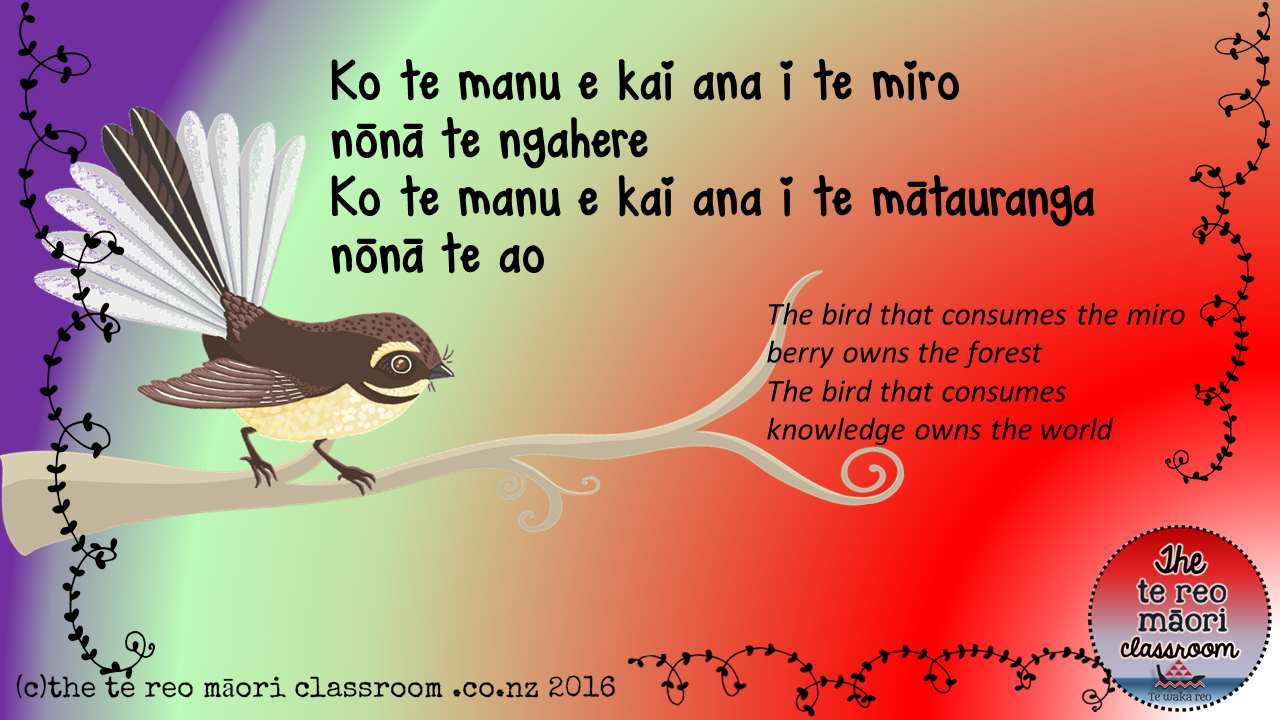 Ko te manu e kai ana i te miro
nōnā te ngahere
Ko te manu e kai ana i te mātauranga
nōnā te ao
The bird that consumes the miro
berry owns the forest
The bird that consumes
knowledge owns the world
The
te reo
māori
classroom
Te waka reo
(c)the te reo māori classroom .co.nz 2016